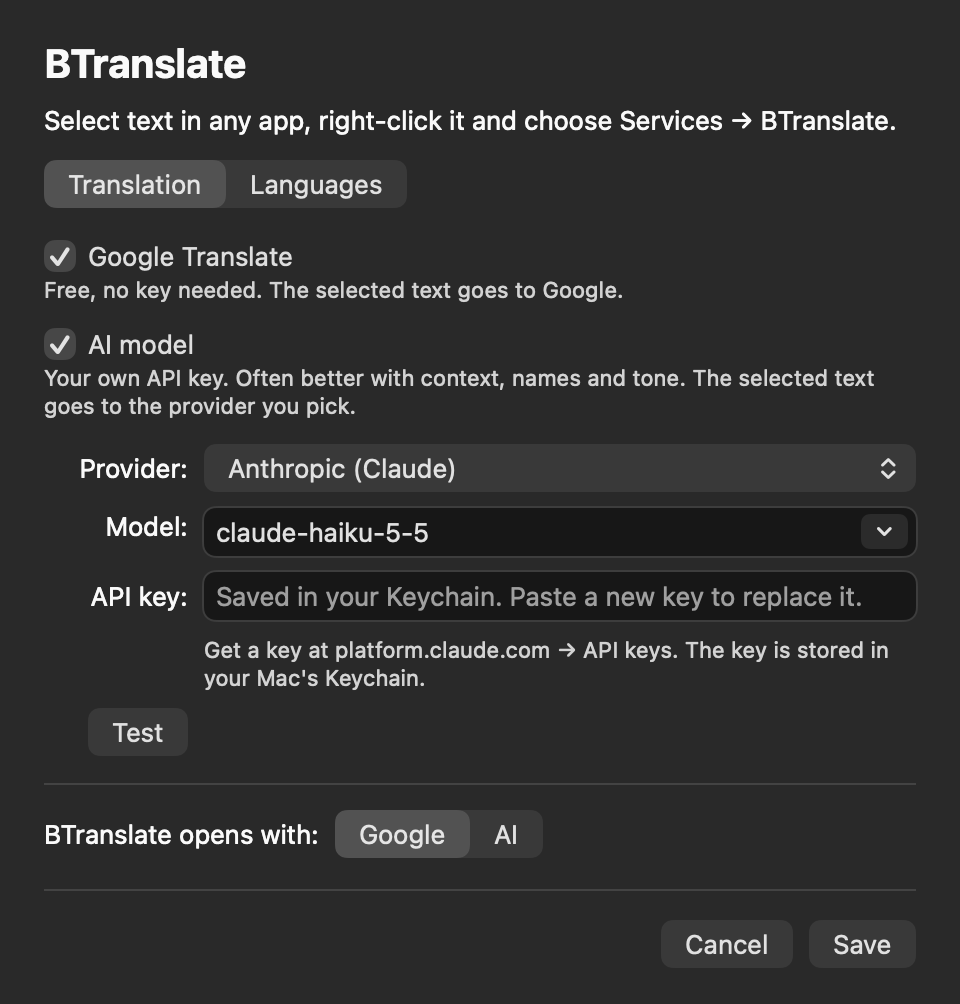 BTranslate
Select text in any app, right-click it and choose Services → BTranslate.
Translation Languages
Google Translate
Free, no key needed. The selected text goes to Google.
AI model
Your own API key. Often better with context, names and tone. The selected text
goes to the provider you pick.
Provider: Anthropic (Claude)
Model: claude-haiku-5-5
API key: Saved in your Keychain. Paste a new key to replace it.
Get a key at platform.claude.com → API keys. The key is stored in
your Mac's Keychain.
Test
BTranslate opens with: Google AI
Cancel Save